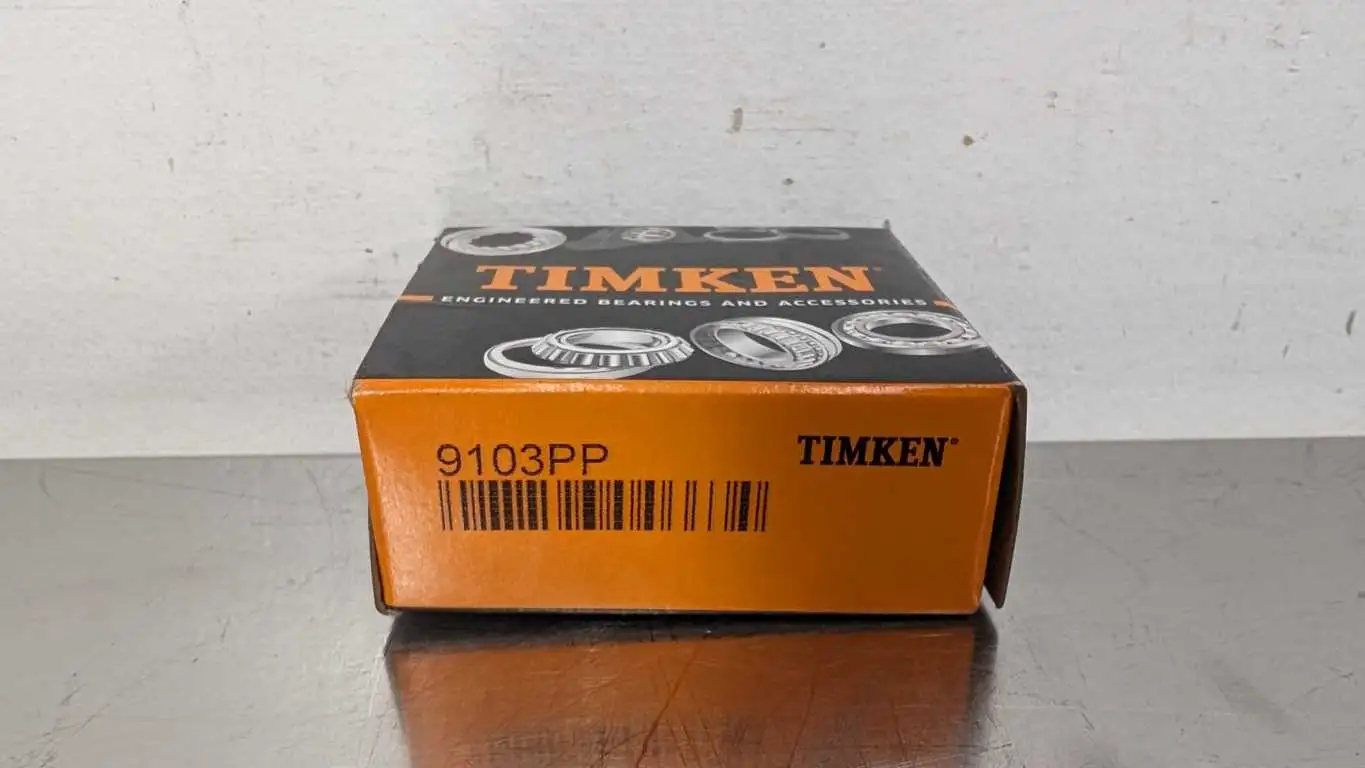 TIMKEN
ENGINEERED BEARINGS AND ACCESSORIES
9103PP
TIMKEN